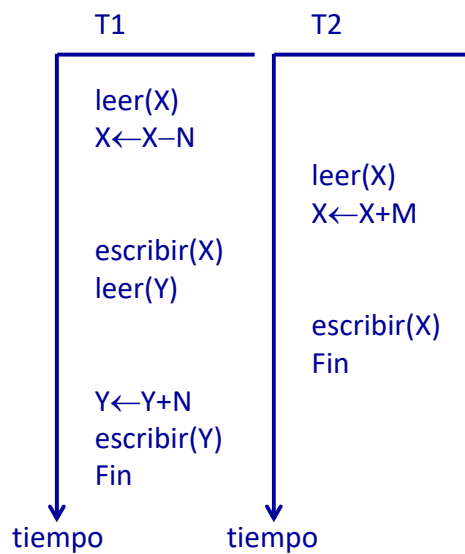 T1
T2
leer(X)
X←X−N
leer(X)
X←X+M
escribir(X)
leer(Y)
escribir(X)
Fin
Y←Y+N
escribir(Y)
Fin
tiempo
tiempo